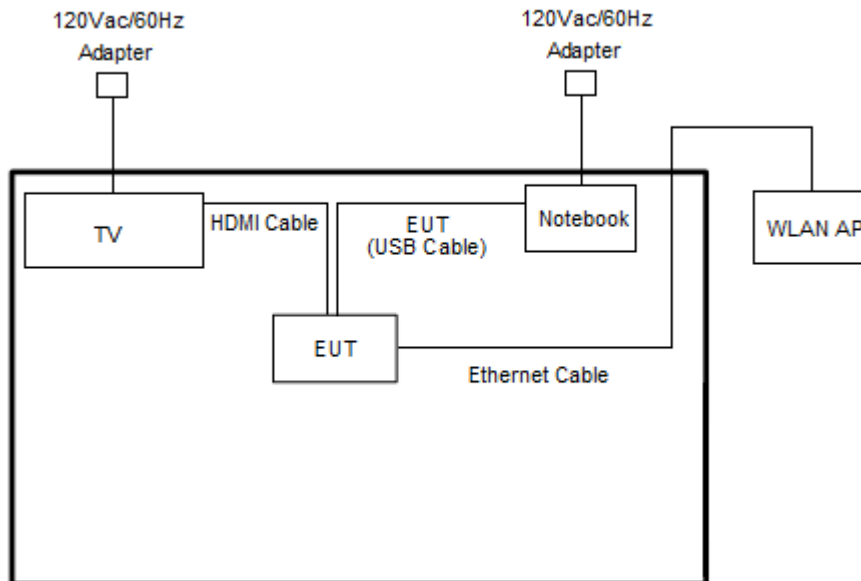 120Vac/60Hz
Adapter
120Vac/60Hz
Adapter
TV
HDMI Cable
EUT
(USB Cable)
Notebook
WLAN AP
EUT
Ethernet Cable